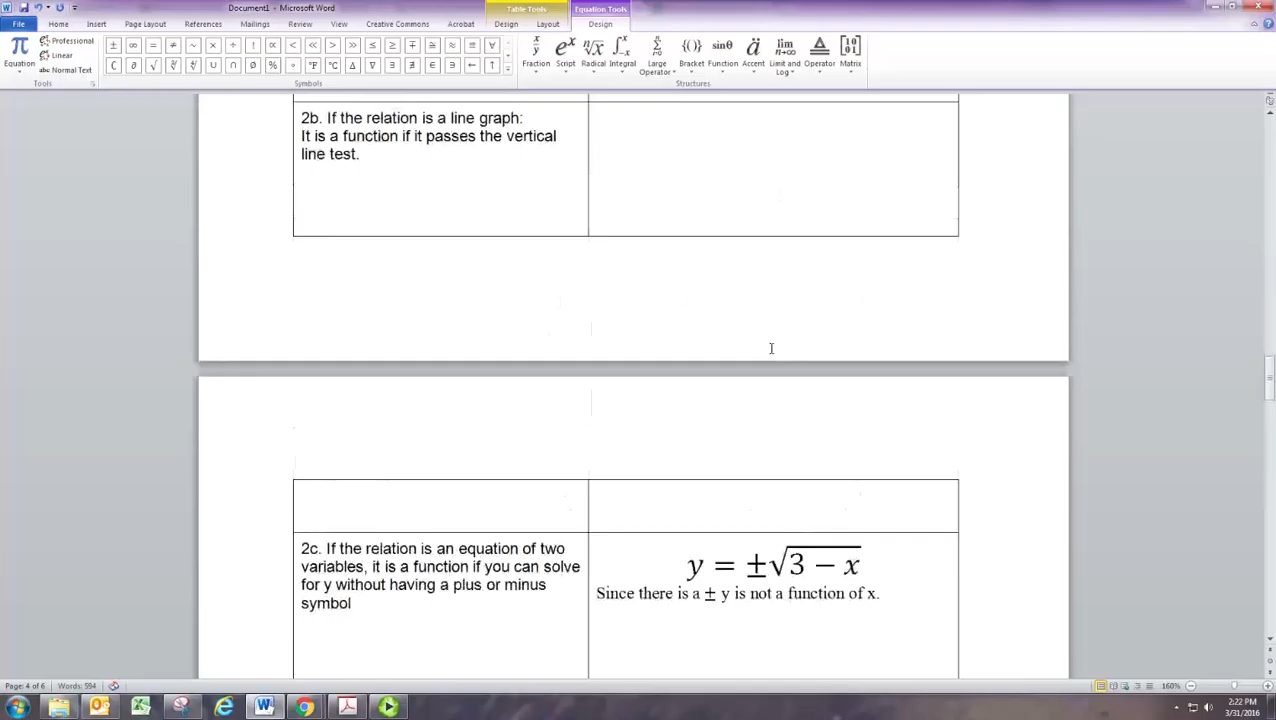 Document1 - Microsoft Word
Table Tools
Equation Tools
File Home Insert Page Layout References Mailings Review View Creative Commons Acrobat Design Layout Design
Professional
Linear
abc Normal Text
Equation
Fraction Script Radical Integral Large Operator Bracket Function Accent Limit and Log Operator Matrix
Tools Symbols Structures
2b. If the relation is a line graph:
It is a function if it passes the vertical
line test.
2c. If the relation is an equation of two
variables, it is a function if you can solve
for y without having a plus or minus
symbol
y = ±√3 − x
Since there is a ± y is not a function of x.
Page: 4 of 6 Words: 594 160%
2:22 PM
3/31/2016